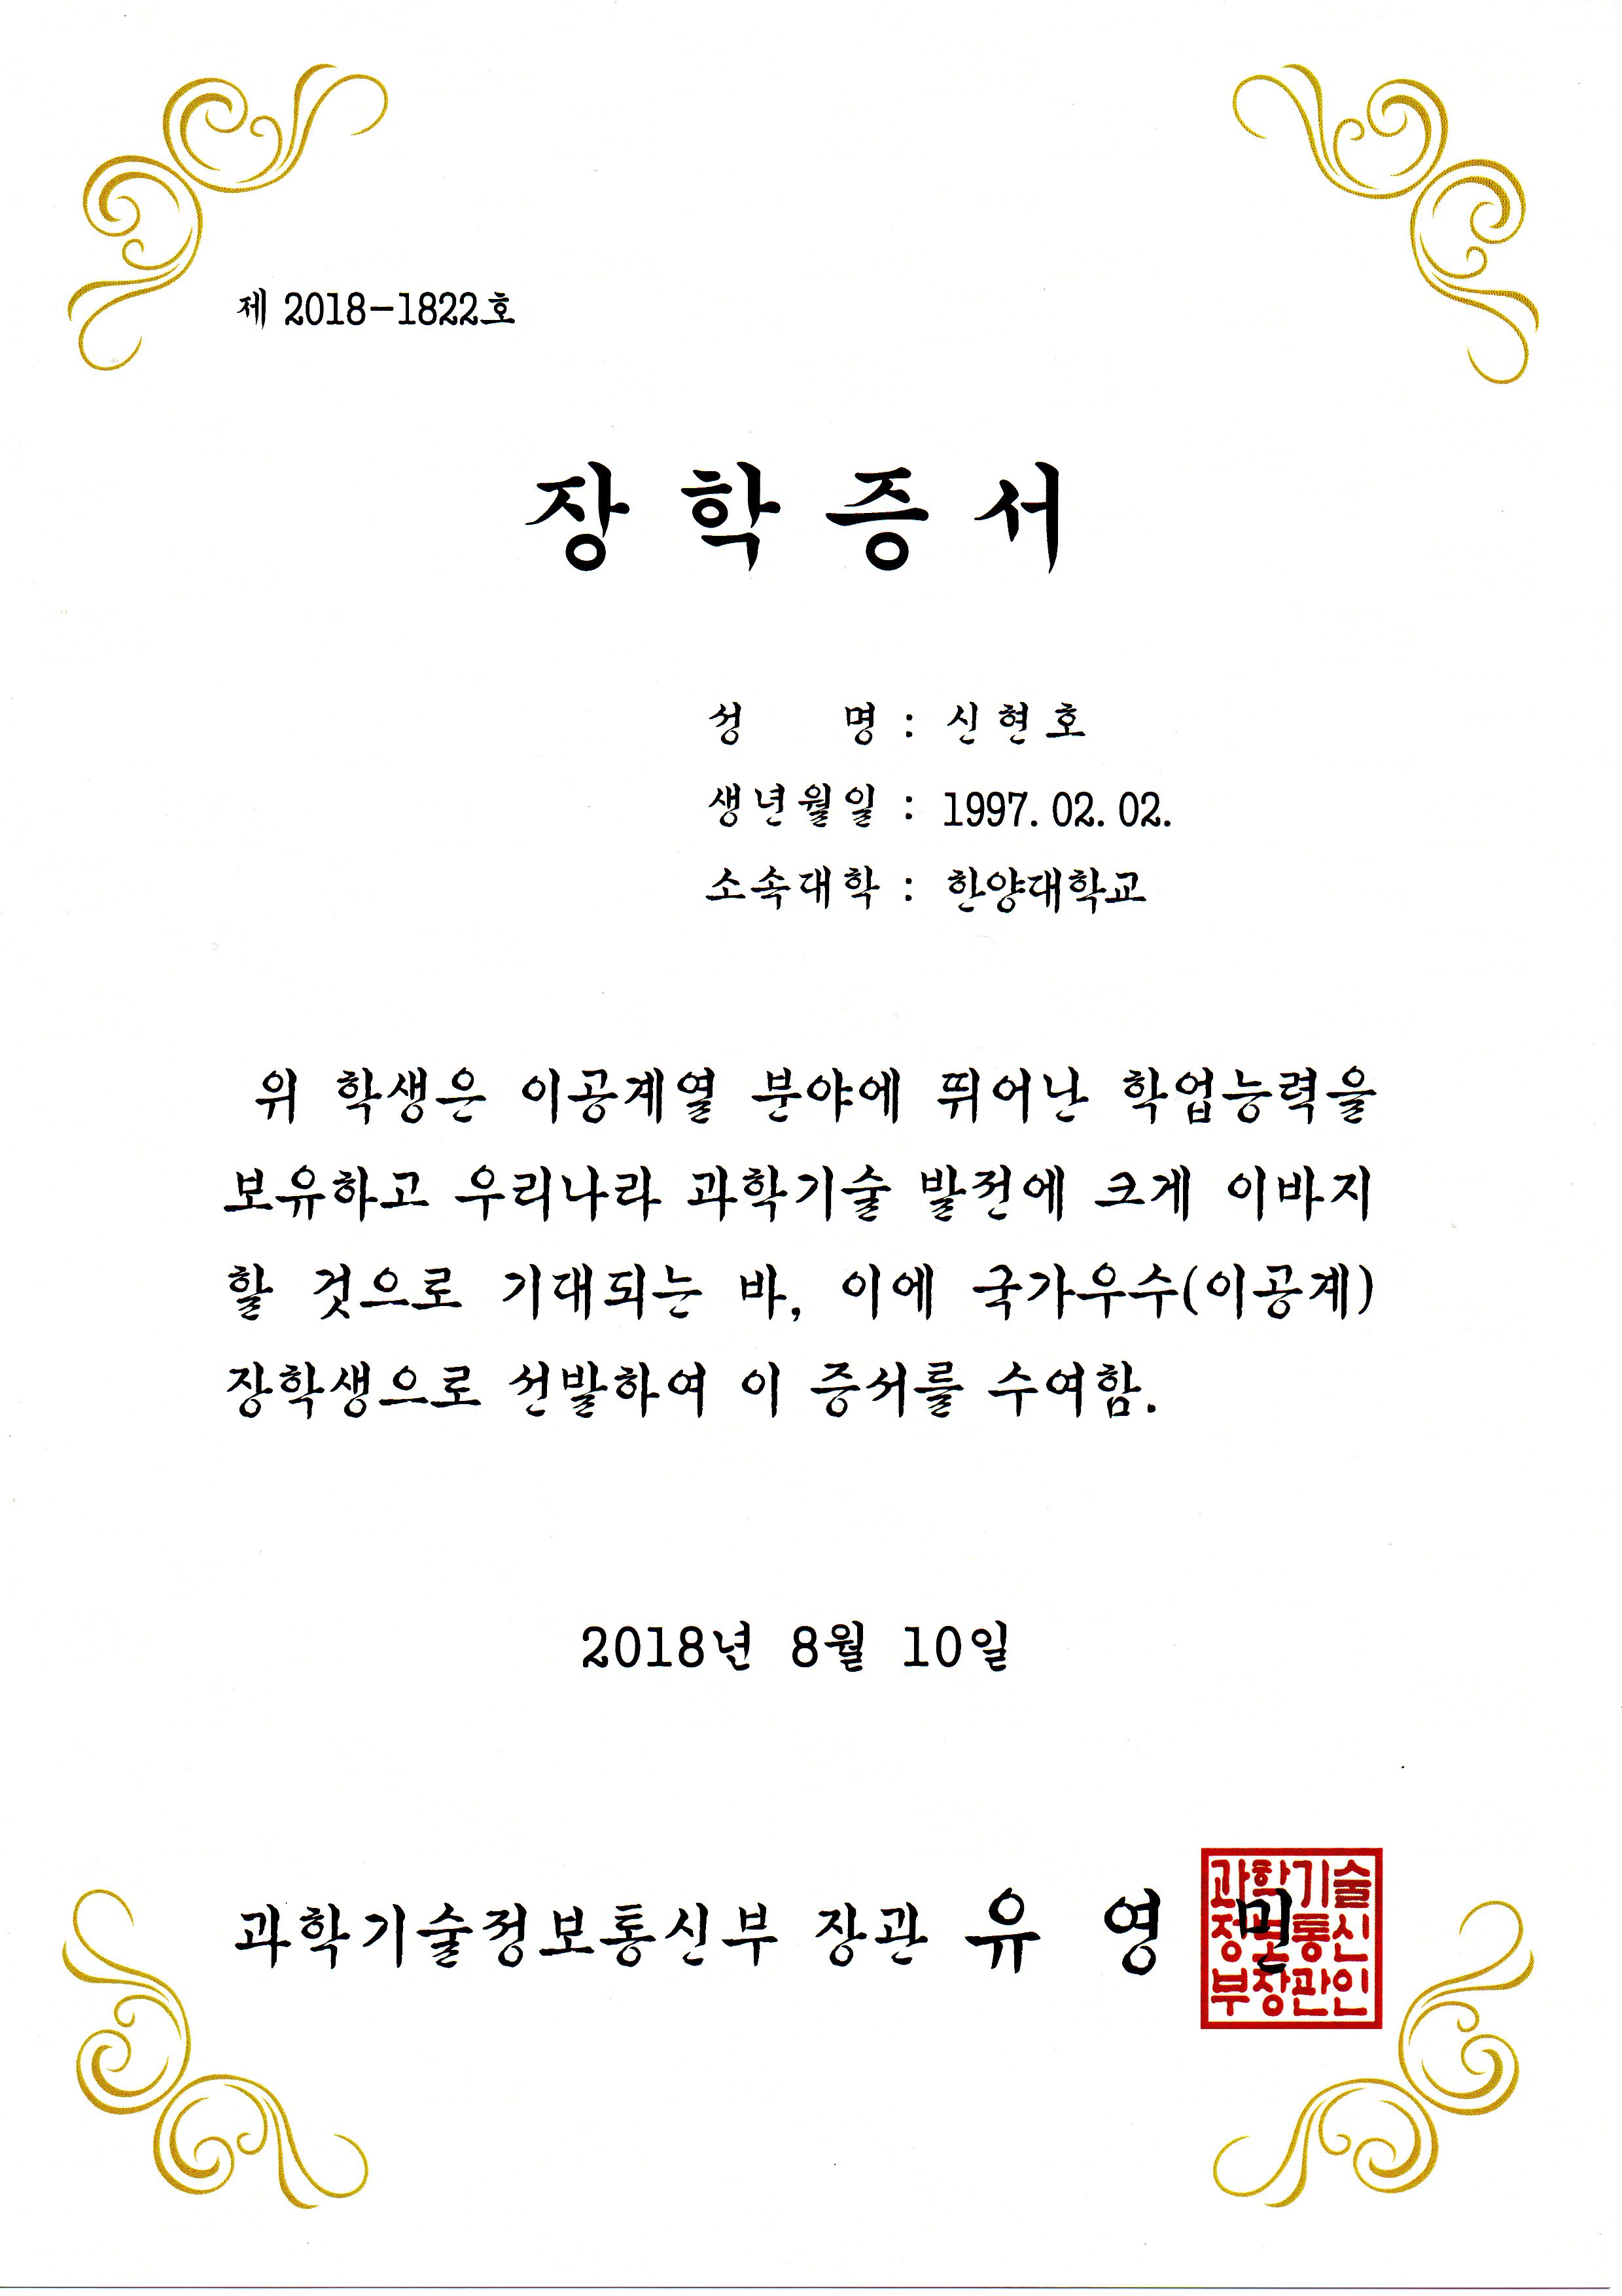 제 2018-1822호
장 학 증 서
성 명 : 신 현 호
생년월일 : 1997. 02. 02.
소속대학 : 한양대학교
위 학생은 이공계열 분야에 뛰어난 학업능력을
보유하고 우리나라 과학기술 발전에 크게 이바지
할 것으로 기대되는 바, 이에 국가우수(이공계)
장학생으로 선발하여 이 증서를 수여함.
2018년 8월 10일
과학기술정보통신부 장관 유 영 민
과학기술
정보통신
부장관인